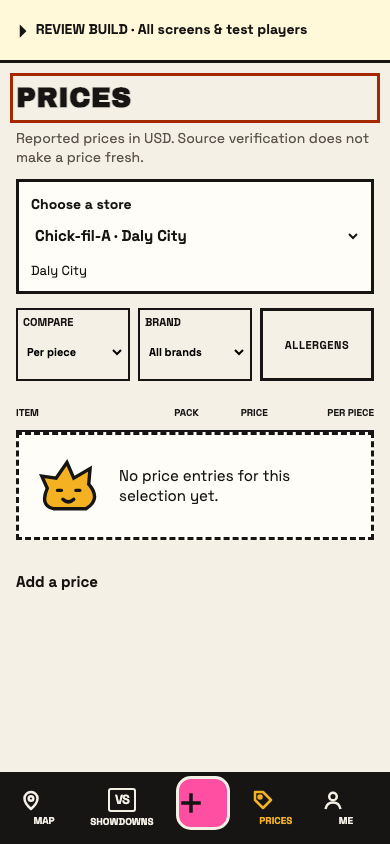 REVIEW BUILD · All screens & test players
PRICES
Reported prices in USD. Source verification does not
make a price fresh.
Choose a store
Chick-fil-A · Daly City
Daly City
COMPARE
Per piece
BRAND
All brands
ALLERGENS
ITEM PACK PRICE PER PIECE
No price entries for this
selection yet.
Add a price
VS
MAP SHOWDOWNS PRICES ME